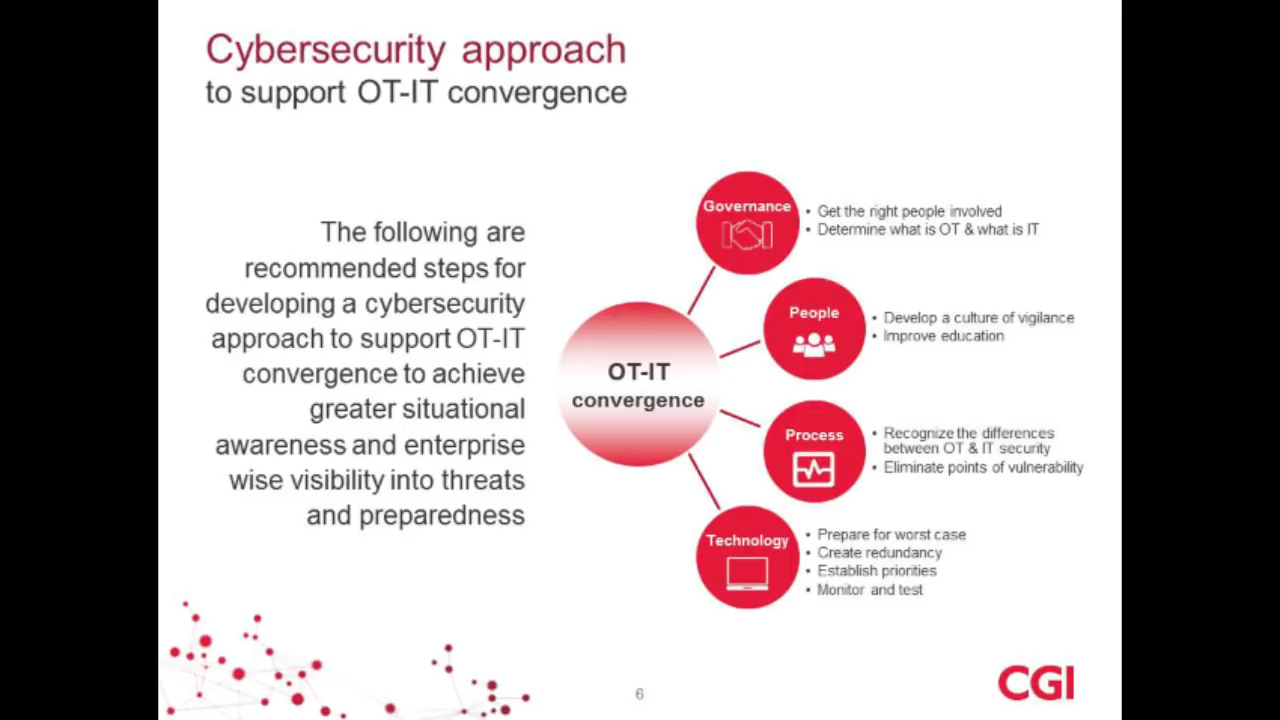 Cybersecurity approach
to support OT-IT convergence
The following are
recommended steps for
developing a cybersecurity
approach to support OT-IT
convergence to achieve
greater situational
awareness and enterprise
wise visibility into threats
and preparedness
OT-IT
convergence
Governance
• Get the right people involved
• Determine what is OT & what is IT
People
• Develop a culture of vigilance
• Improve education
Process
• Recognize the differences
between OT & IT security
• Eliminate points of vulnerability
Technology
• Prepare for worst case
• Create redundancy
• Establish priorities
• Monitor and test
6
CGI